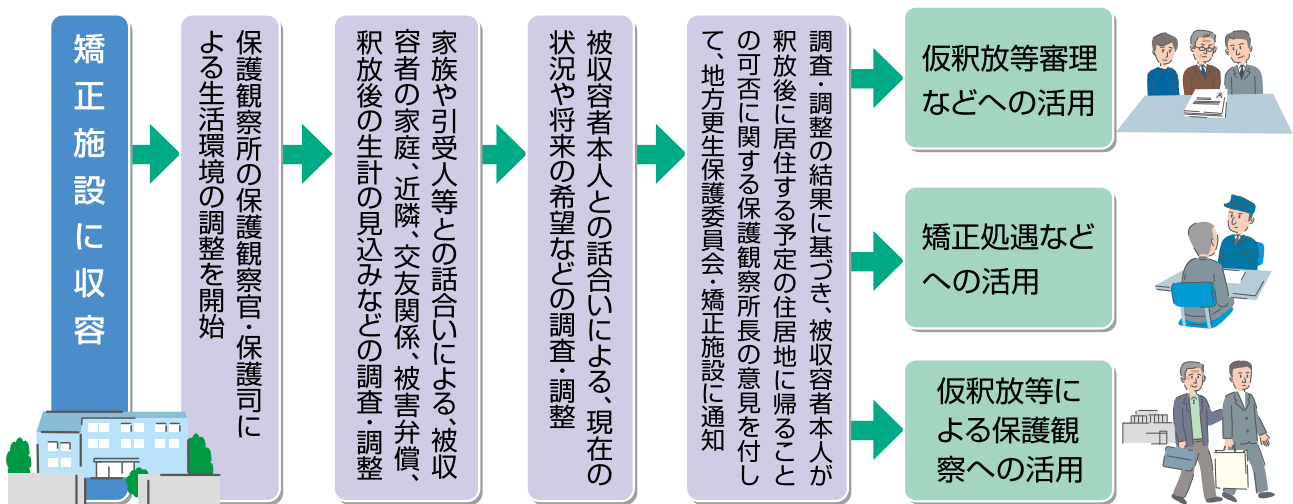 矯正施設に収容
保護観察所の保護観察官・保護司に
よる生活環境の調整を開始
家族や引受人等との話合いによる、被収
容者の家庭、近隣、交友関係、被害弁償、
釈放後の生計の見込みなどの調査・調整
被収容者本人との話合いによる、現在の
状況や将来の希望などの調査・調整
調査・調整の結果に基づき、被収容者本人が
釈放後に居住する予定の住居地に帰ること
の可否に関する保護観察所長の意見を付し
て、地方更生保護委員会・矯正施設に通知
仮釈放等審理
などへの活用
矯正処遇など
への活用
仮釈放等に
よる保護観
察への活用